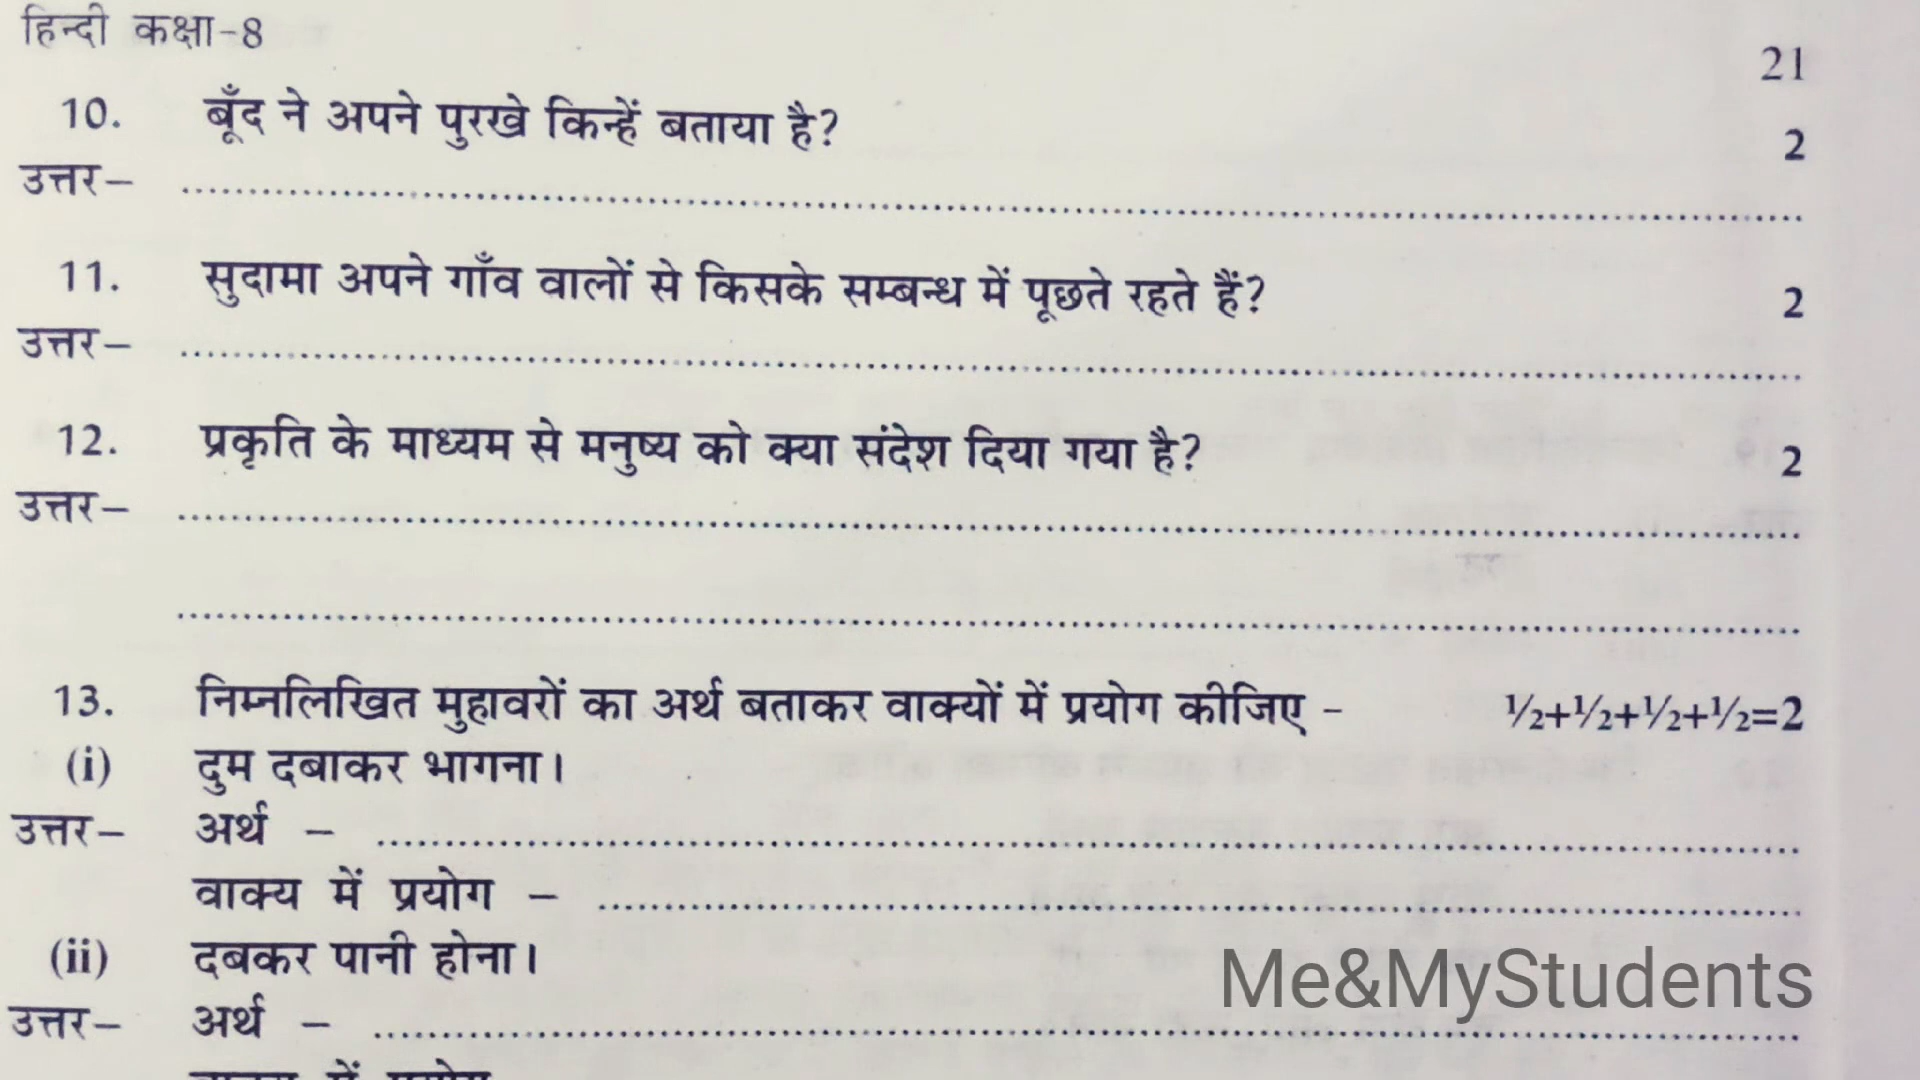 हिन्दी कक्षा-8
21
10. बूँद ने अपने पुरखे किन्हें बताया है? 2
उत्तर– ........................................................................
11. सुदामा अपने गाँव वालों से किसके सम्बन्ध में पूछते रहते हैं? 2
उत्तर– ........................................................................
12. प्रकृति के माध्यम से मनुष्य को क्या संदेश दिया गया है? 2
उत्तर– ........................................................................
........................................................................
13. निम्नलिखित मुहावरों का अर्थ बताकर वाक्यों में प्रयोग कीजिए - ½+½+½+½=2
(i) दुम दबाकर भागना।
उत्तर– अर्थ – ........................................................................
वाक्य में प्रयोग – ........................................................................
(ii) दबकर पानी होना।
Me&MyStudents
उत्तर– अर्थ – ........................................................................